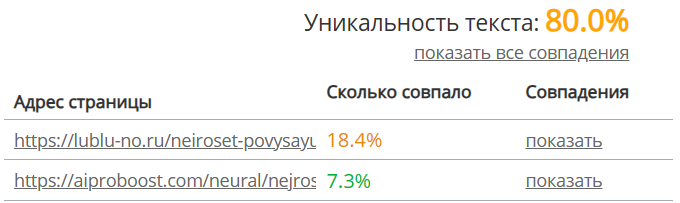 Уникальность текста: 80.0%
показать все совпадения
Адрес страницы Сколько совпало Совпадения
https://lublu-no.ru/neiroset-povysayu 18.4% показать
https://aiproboost.com/neural/nejros 7.3% показать